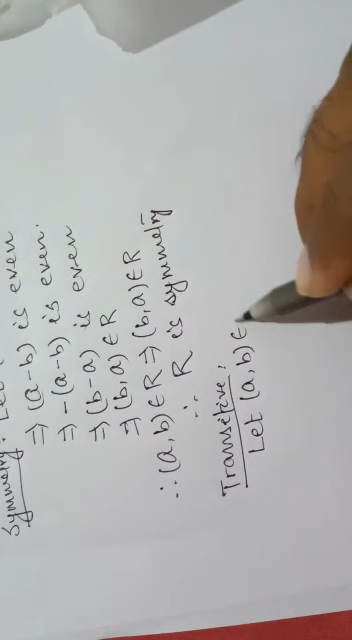 Symmetry: Let
⇒ (a-b) is even
⇒ -(a-b) is even.
⇒ (b-a) is even
⇒ (b,a) ∈ R
∴ (a,b) ∈ R ⇒ (b,a) ∈ R
∴ R is symmetry
Transitive:
Let (a,b) ∈